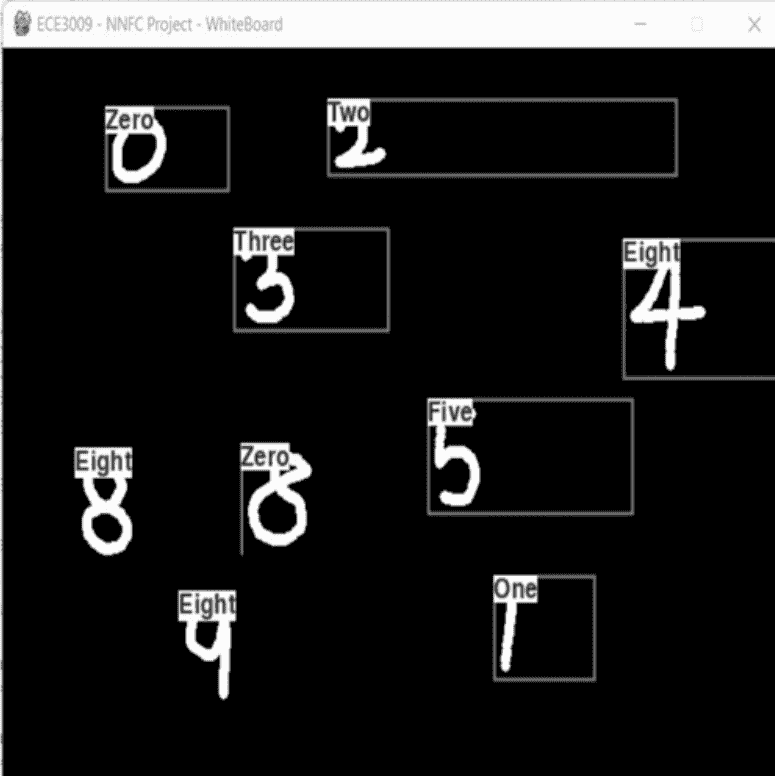 ECE3009 - NNFC Project - WhiteBoard
Zero
0
Two
2
Three
3
Eight
4
Five
5
Eight
8
Zero
8
Eight
One
1